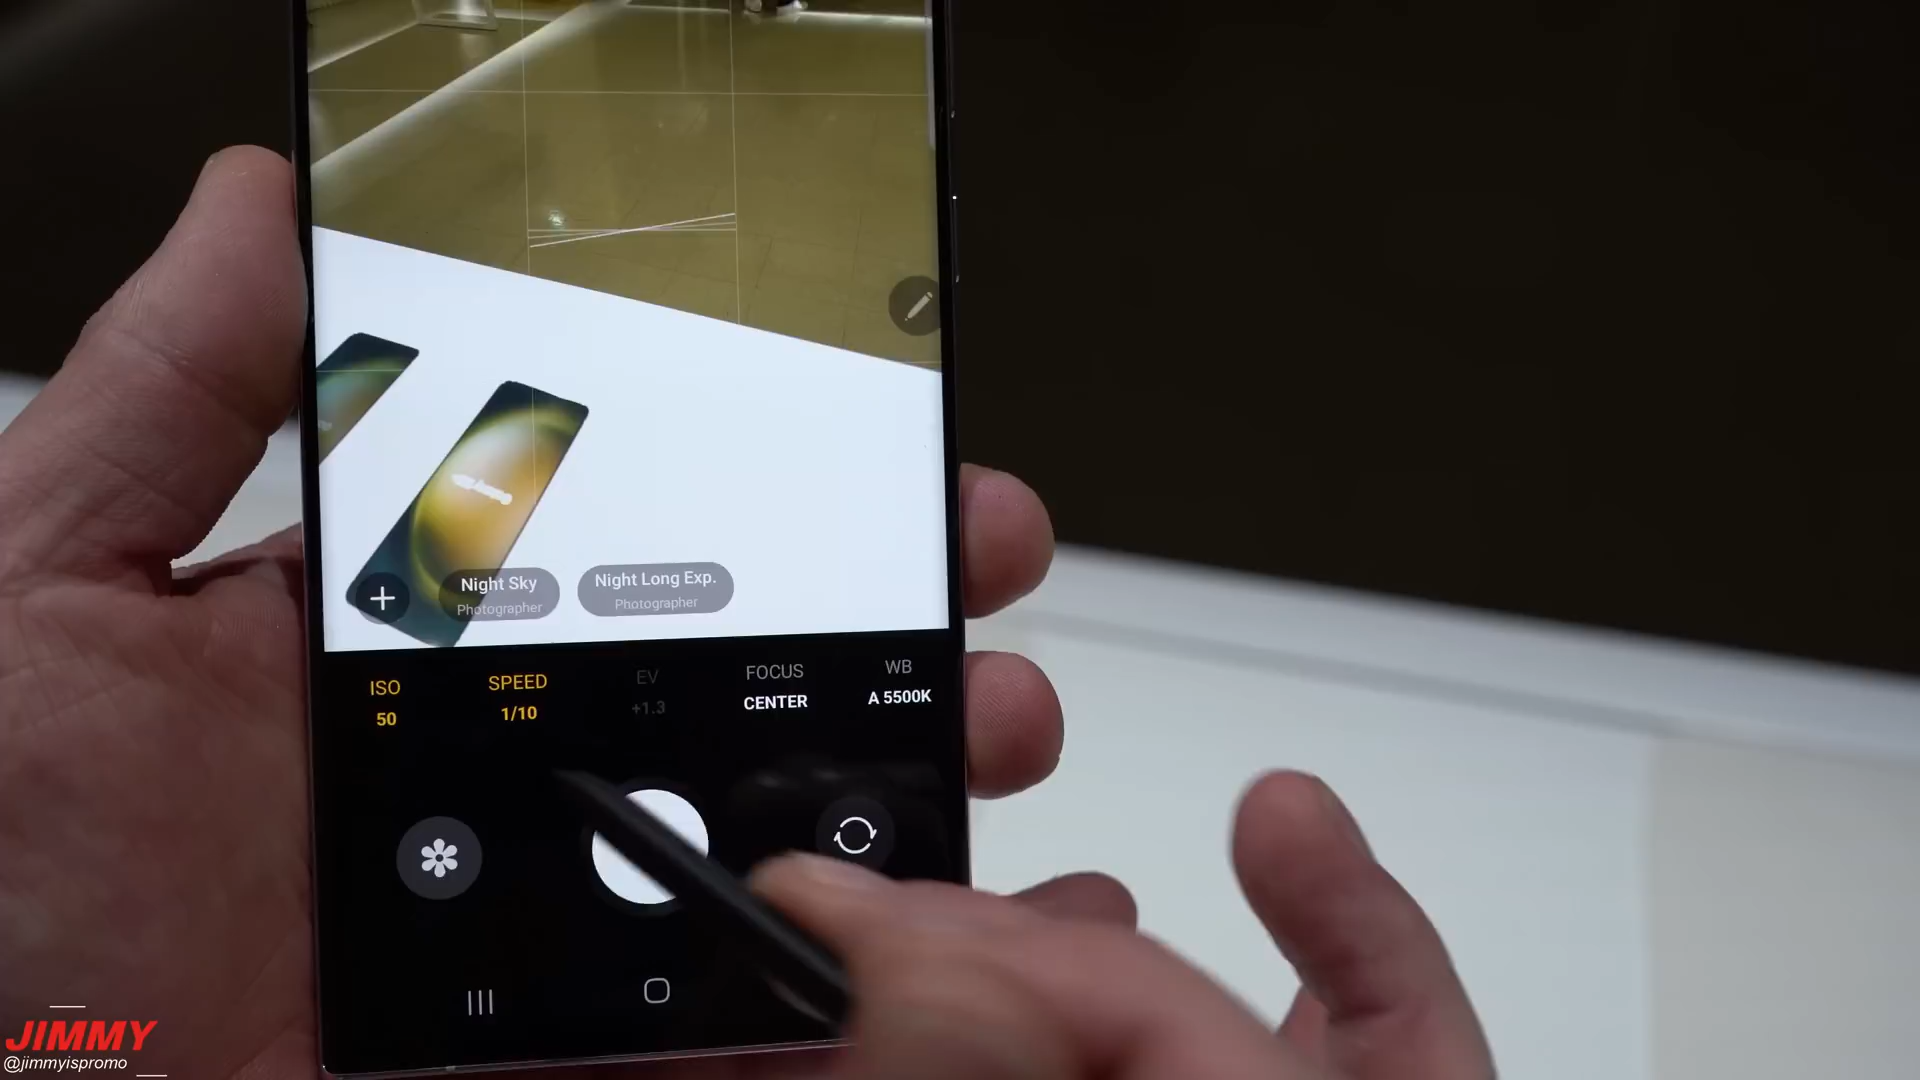 Night Sky
Photographer
Night Long Exp.
Photographer
ISO
50
SPEED
1/10
EV
+1.3
FOCUS
CENTER
WB
A 5500K
JIMMY
@jimmyispromo